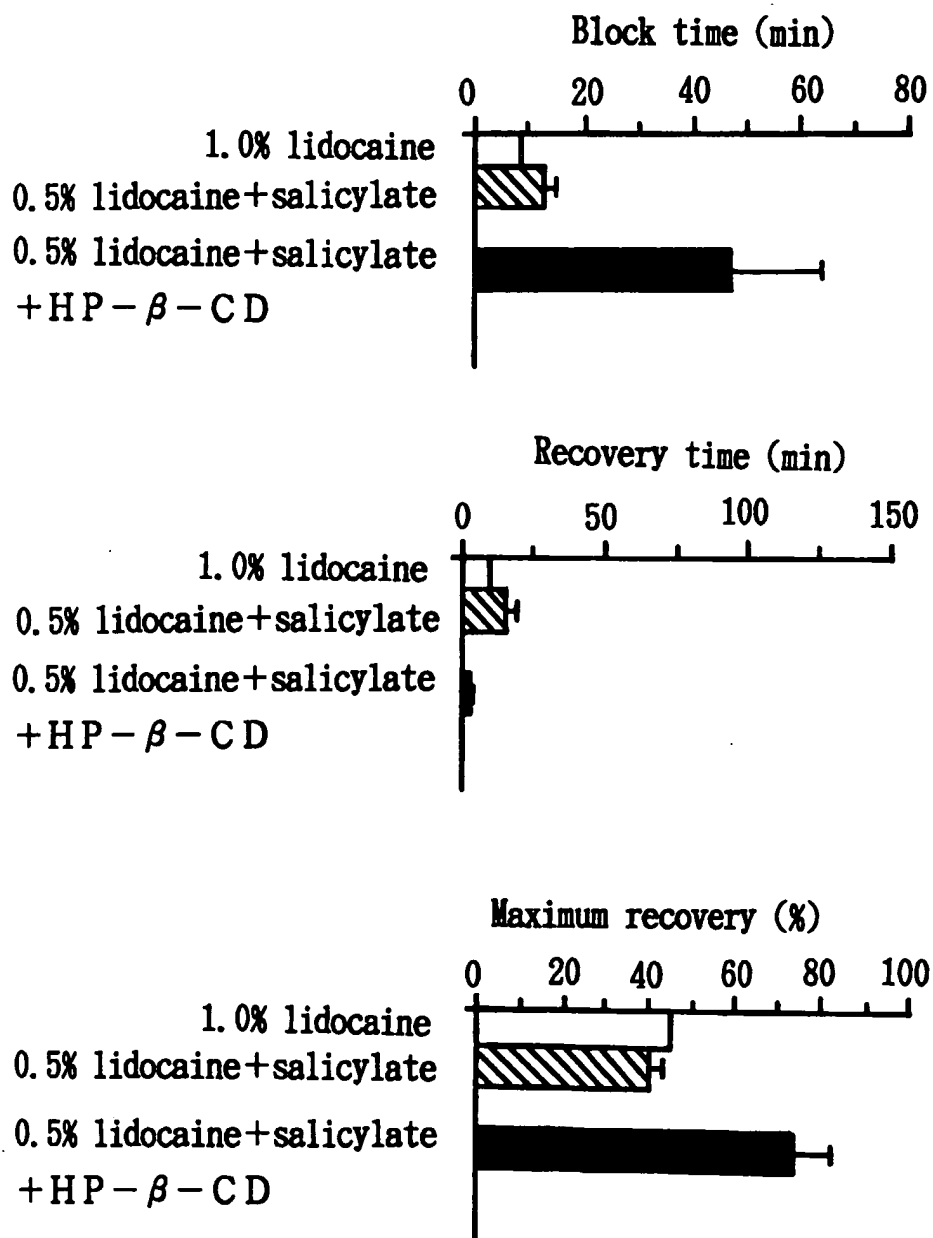 Block time (min)
0 20 40 60 80
1.0% lidocaine
0.5% lidocaine+salicylate
0.5% lidocaine+salicylate
+HP-β-CD
Recovery time (min)
0 50 100 150
1.0% lidocaine
0.5% lidocaine+salicylate
0.5% lidocaine+salicylate
+HP-β-CD
Maximum recovery (%)
0 20 40 60 80 100
1.0% lidocaine
0.5% lidocaine+salicylate
0.5% lidocaine+salicylate
+HP-β-CD